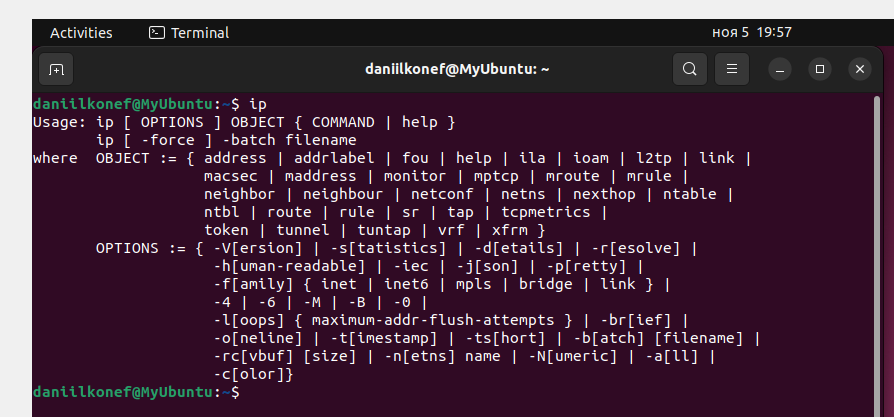 Activities Terminal ноя 5 19:57
daniilkonef@MyUbuntu: ~
daniilkonef@MyUbuntu:~$ ip
Usage: ip [ OPTIONS ] OBJECT { COMMAND | help }
       ip [ -force ] -batch filename
where  OBJECT := { address | addrlabel | fou | help | ila | ioam | l2tp | link |
                   macsec | maddress | monitor | mptcp | mroute | mrule |
                   neighbor | neighbour | netconf | netns | nexthop | ntable |
                   ntbl | route | rule | sr | tap | tcpmetrics |
                   token | tunnel | tuntap | vrf | xfrm }
       OPTIONS := { -V[ersion] | -s[tatistics] | -d[etails] | -r[esolve] |
                    -h[uman-readable] | -iec | -j[son] | -p[retty] |
                    -f[amily] { inet | inet6 | mpls | bridge | link } |
                    -4 | -6 | -M | -B | -0 |
                    -l[oops] { maximum-addr-flush-attempts } | -br[ief] |
                    -o[neline] | -t[imestamp] | -ts[hort] | -b[atch] [filename] |
                    -rc[vbuf] [size] | -n[etns] name | -N[umeric] | -a[ll] |
                    -c[olor]}
daniilkonef@MyUbuntu:~$